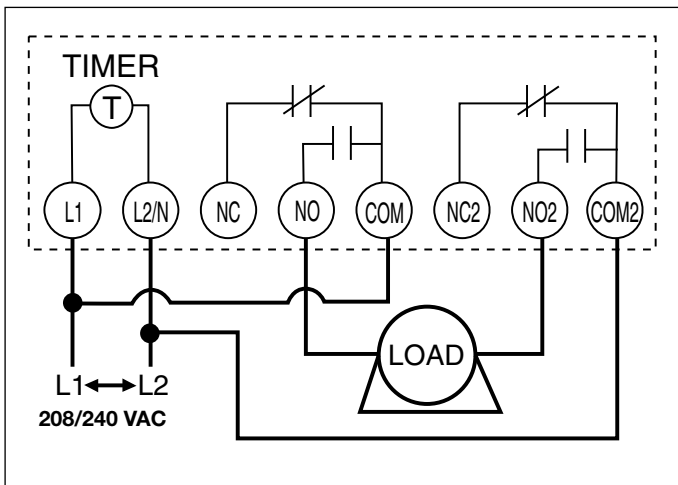 TIMER
T
L1 L2/N NC NO COM NC2 NO2 COM2
LOAD
L1 L2
208/240 VAC